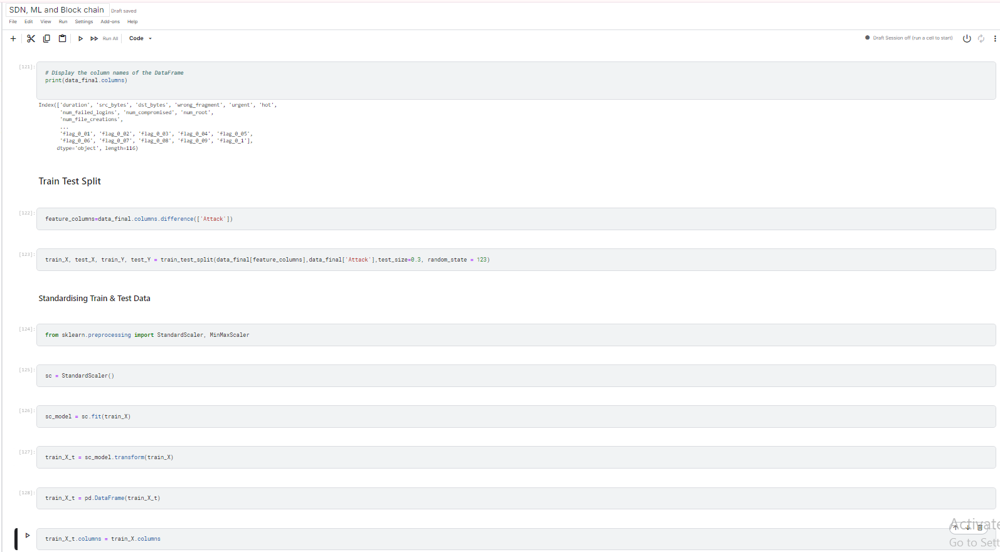 SDN, ML and Block chain Draft saved
File Edit View Run Settings Add-ons Help
Run All Code Draft Session off (run a cell to start)
[121]:
# Display the column names of the DataFrame
print(data_final.columns)
Index(['duration', 'src_bytes', 'dst_bytes', 'wrong_fragment', 'urgent', 'hot',
'num_failed_logins', 'num_compromised', 'num_root',
'num_file_creations',
...
'flag_0_01', 'flag_0_02', 'flag_0_03', 'flag_0_04', 'flag_0_05',
'flag_0_06', 'flag_0_07', 'flag_0_08', 'flag_0_09', 'flag_0_1'],
dtype='object', length=116)
Train Test Split
[122]:
feature_columns=data_final.columns.difference(['Attack'])
[123]:
train_X, test_X, train_Y, test_Y = train_test_split(data_final[feature_columns],data_final['Attack'],test_size=0.3, random_state = 123)
Standardising Train & Test Data
[124]:
from sklearn.preprocessing import StandardScaler, MinMaxScaler
[125]:
sc = StandardScaler()
[126]:
sc_model = sc.fit(train_X)
[127]:
train_X_t = sc_model.transform(train_X)
[128]:
train_X_t = pd.DataFrame(train_X_t)
train_X_t.columns = train_X.columns
Activate
Go to Sett